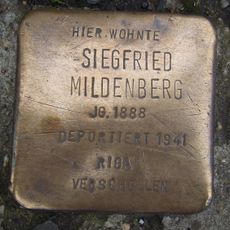 HIER WOHNTE
SIEGFRIED
MILDENBERG
JG. 1888
DEPORTIERT 1941
RIGA
VERSCHOLLEN